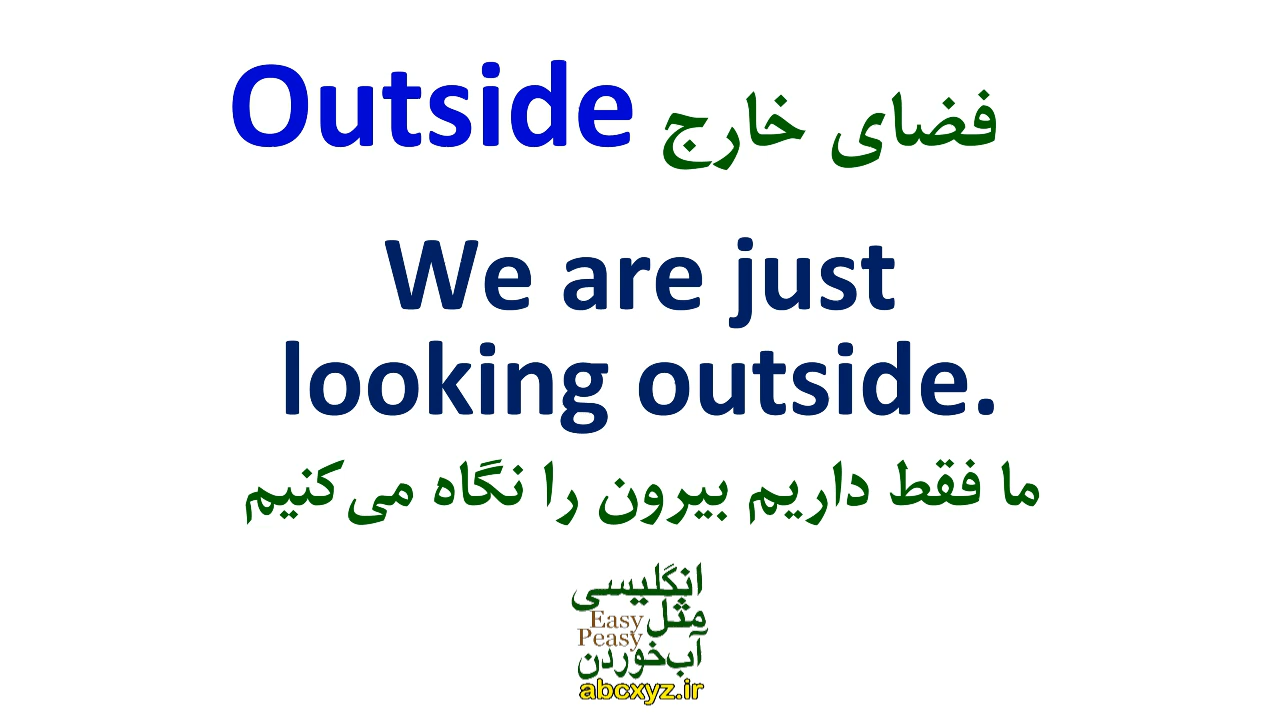 Outside فضای خارج
We are just
looking outside.
ما فقط داریم بیرون را نگاه می‌کنیم
انگلیسی
مثل
Easy
Peasy
آب‌خوردن
abcxyz.ir